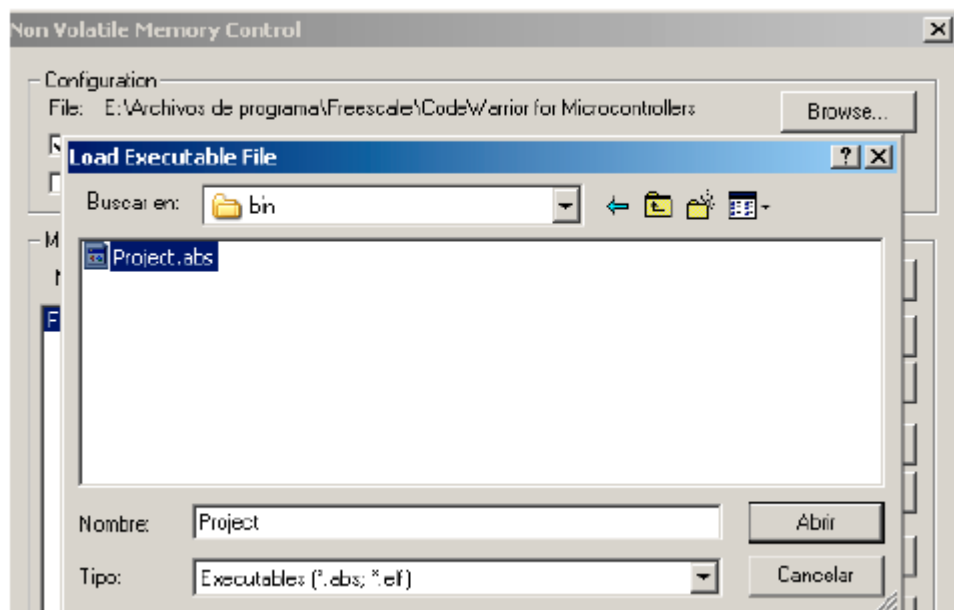 Non Volatile Memory Control
Configuration
File: E:\Archivos de programa\Freescale\CodeWarrior for Microcontrollers
Browse...
Load Executable File
Buscar en:
bin
M
Project.abs
F
Nombre:
Project
Abrir
Tipo:
Executables (*.abs; *.elf)
Cancelar